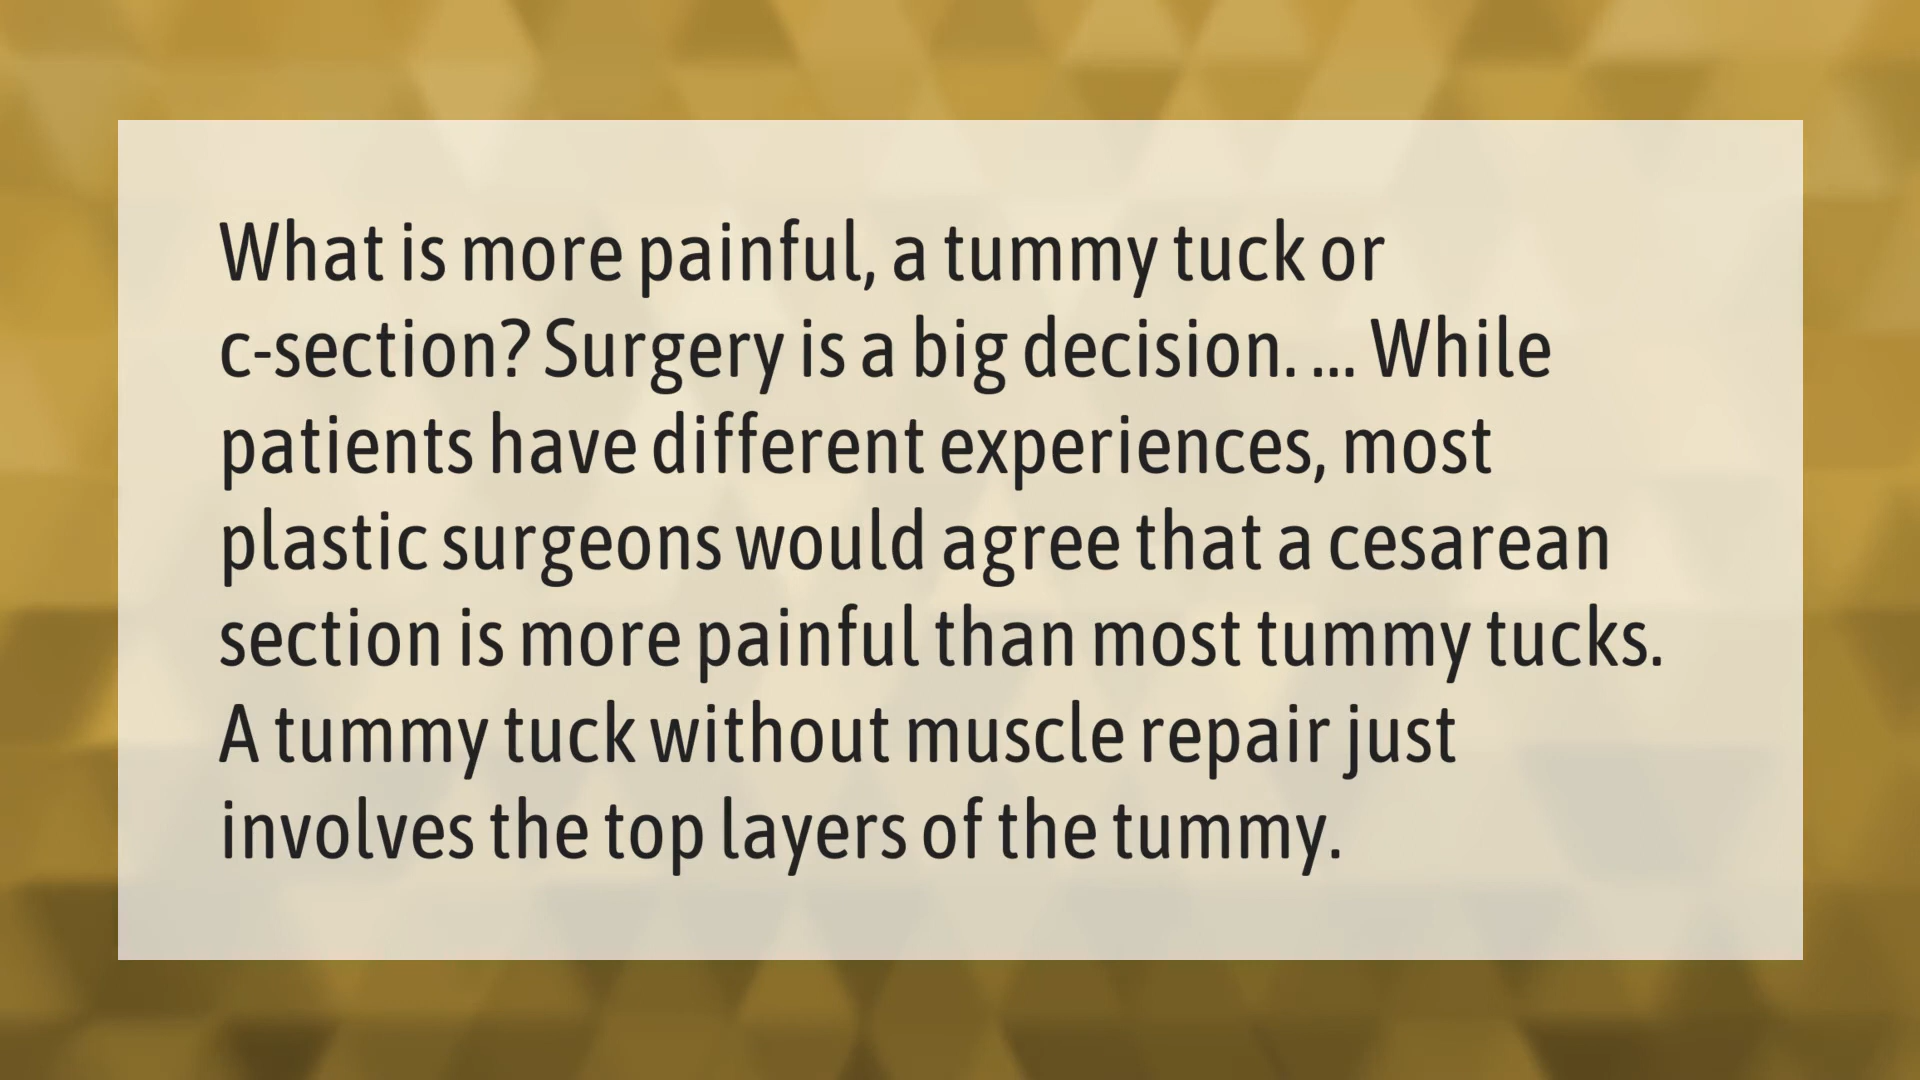 What is more painful, a tummy tuck or
c-section? Surgery is a big decision. ... While
patients have different experiences, most
plastic surgeons would agree that a cesarean
section is more painful than most tummy tucks.
A tummy tuck without muscle repair just
involves the top layers of the tummy.